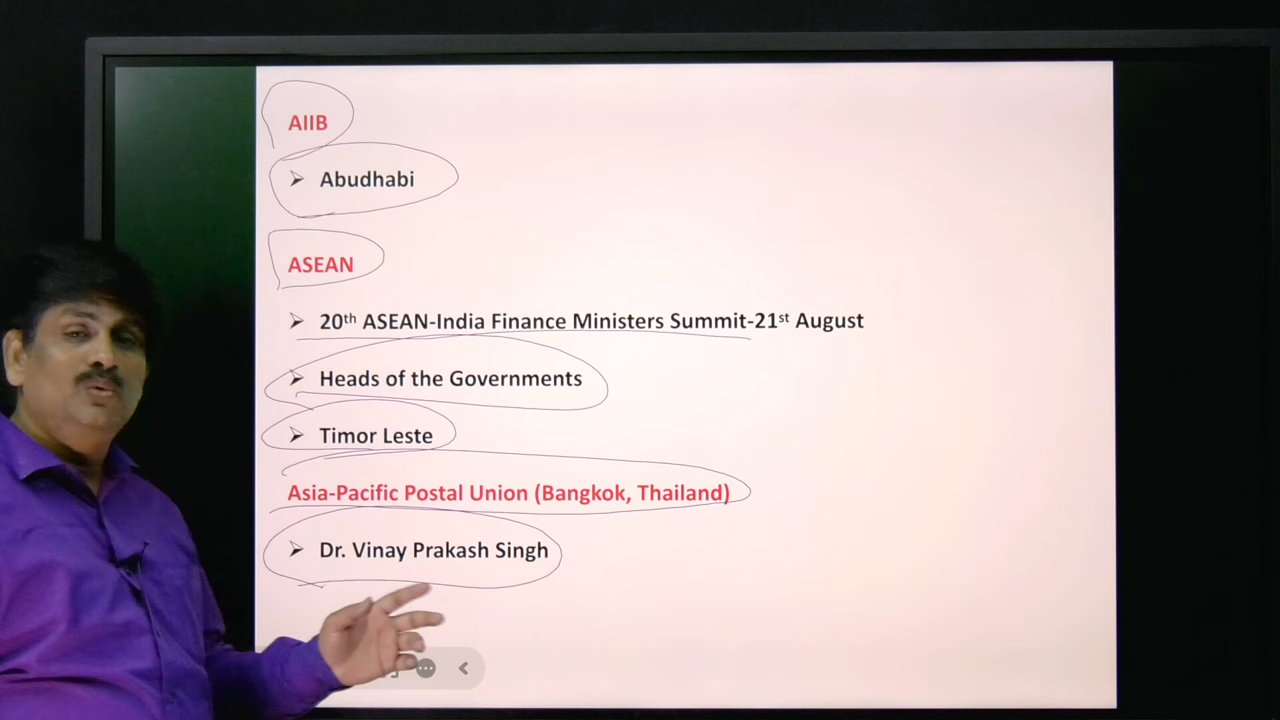 AIIB
➢ Abudhabi
ASEAN
➢ 20th ASEAN-India Finance Ministers Summit-21st August
➢ Heads of the Governments
➢ Timor Leste
Asia-Pacific Postal Union (Bangkok, Thailand)
➢ Dr. Vinay Prakash Singh